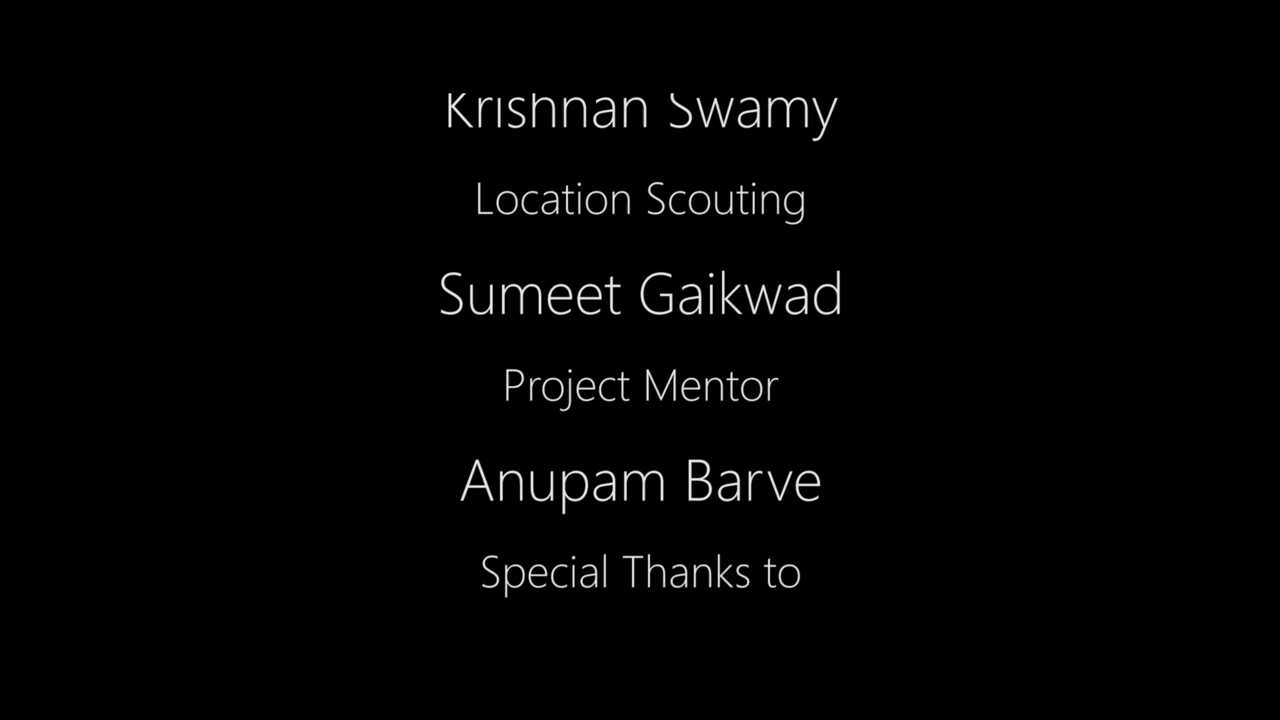 Krishnan Swamy
Location Scouting
Sumeet Gaikwad
Project Mentor
Anupam Barve
Special Thanks to